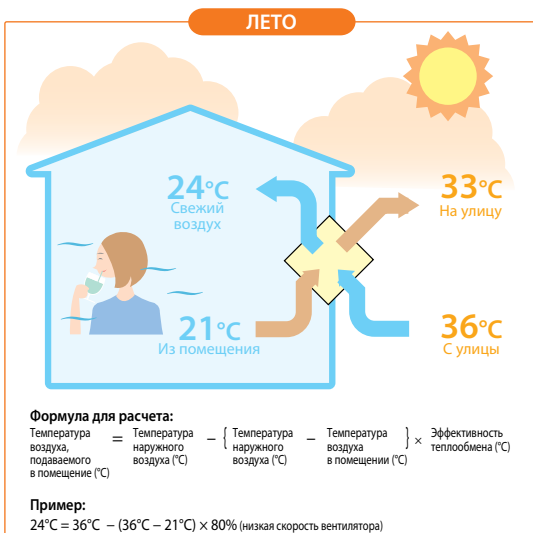 ЛЕТО
24°C
Свежий
воздух
33°C
На улицу
21°C
Из помещения
36°C
С улицы
Формула для расчета:
Температура воздуха, подаваемого в помещение (°C) = Температура наружного воздуха (°C) – { Температура наружного воздуха (°C) – Температура воздуха в помещении (°C) } × Эффективность теплообмена (°C)
Пример:
24°C = 36°C – (36°C – 21°C) × 80% (низкая скорость вентилятора)